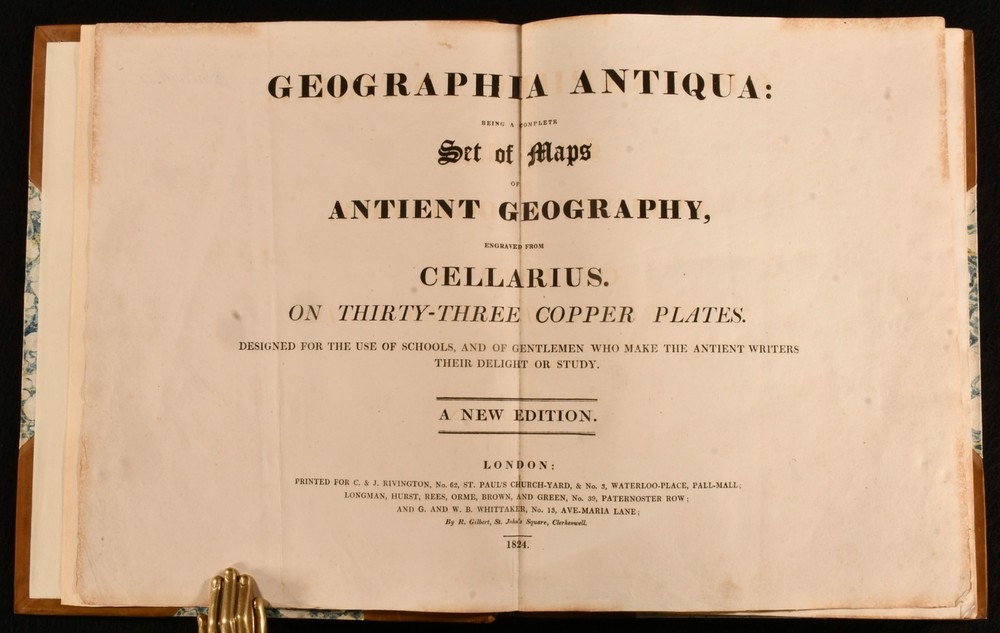 GEOGRAPHIA ANTIQUA:
BEING A COMPLETE
Set of Maps
OF
ANTIENT GEOGRAPHY,
ENGRAVED FROM
CELLARIUS.
ON THIRTY-THREE COPPER PLATES.
DESIGNED FOR THE USE OF SCHOOLS, AND OF GENTLEMEN WHO MAKE THE ANTIENT WRITERS
THEIR DELIGHT OR STUDY.
A NEW EDITION.
LONDON:
PRINTED FOR C. & J. RIVINGTON, No. 62, ST. PAUL'S CHURCH-YARD, & No. 3, WATERLOO-PLACE, PALL-MALL;
LONGMAN, HURST, REES, ORME, BROWN, AND GREEN, No. 39, PATERNOSTER ROW;
AND G. AND W. B. WHITTAKER, No. 13, AVE-MARIA LANE;
By R. Gilbert, St. John's Square, Clerkenwell.
1824.